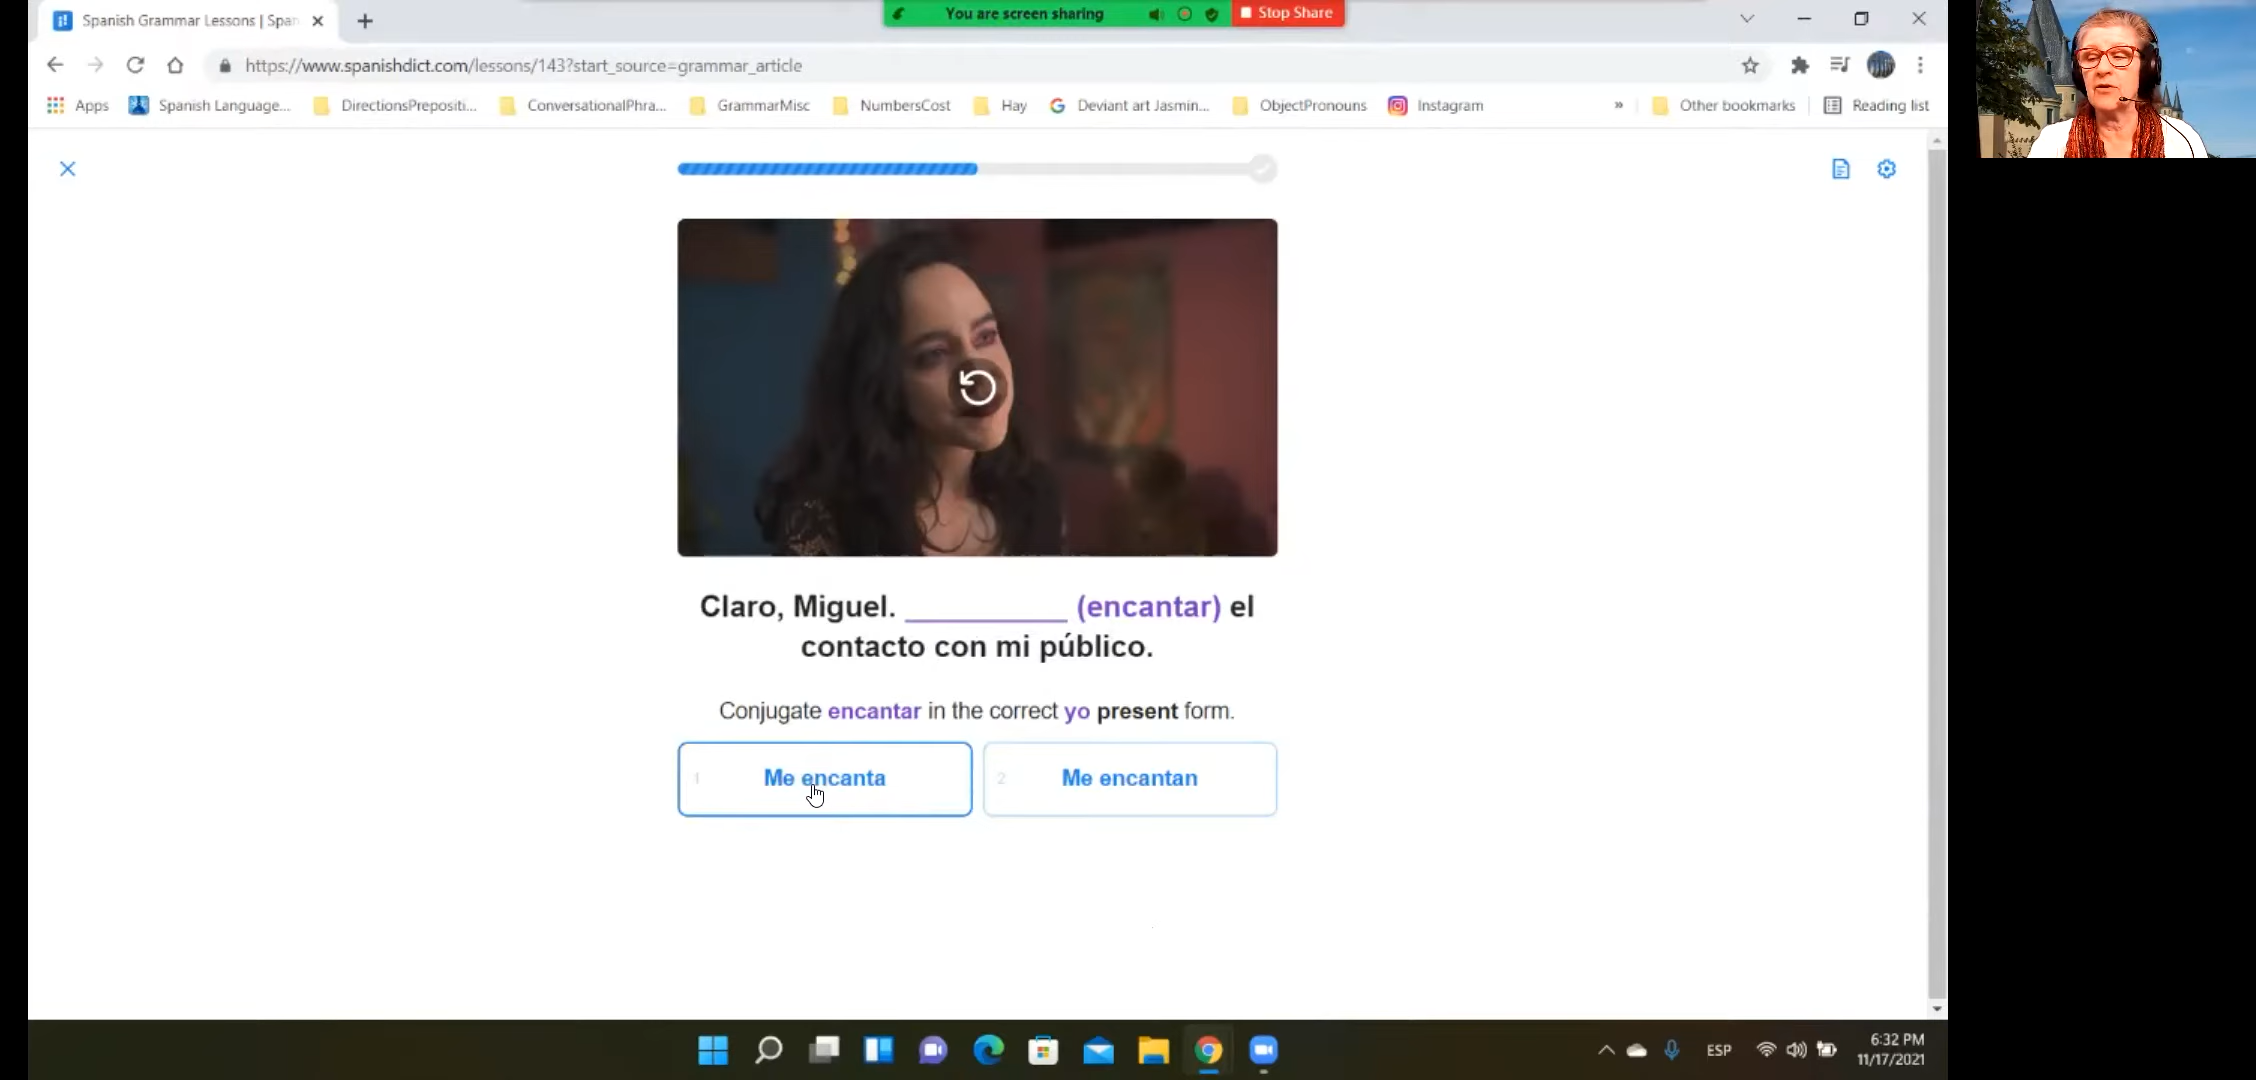 Spanish Grammar Lessons | Span
You are screen sharing
Stop Share
https://www.spanishdict.com/lessons/143?start_source=grammar_article
Apps
Spanish Language...
DirectionsPrepositi...
ConversationalPhra...
GrammarMisc
NumbersCost
Hay
Deviant art Jasmin...
ObjectPronouns
Instagram
»
Other bookmarks
Reading list
Claro, Miguel. __________ (encantar) el
contacto con mi público.
Conjugate encantar in the correct yo present form.
1 Me encanta
2 Me encantan
ESP
6:32 PM
11/17/2021